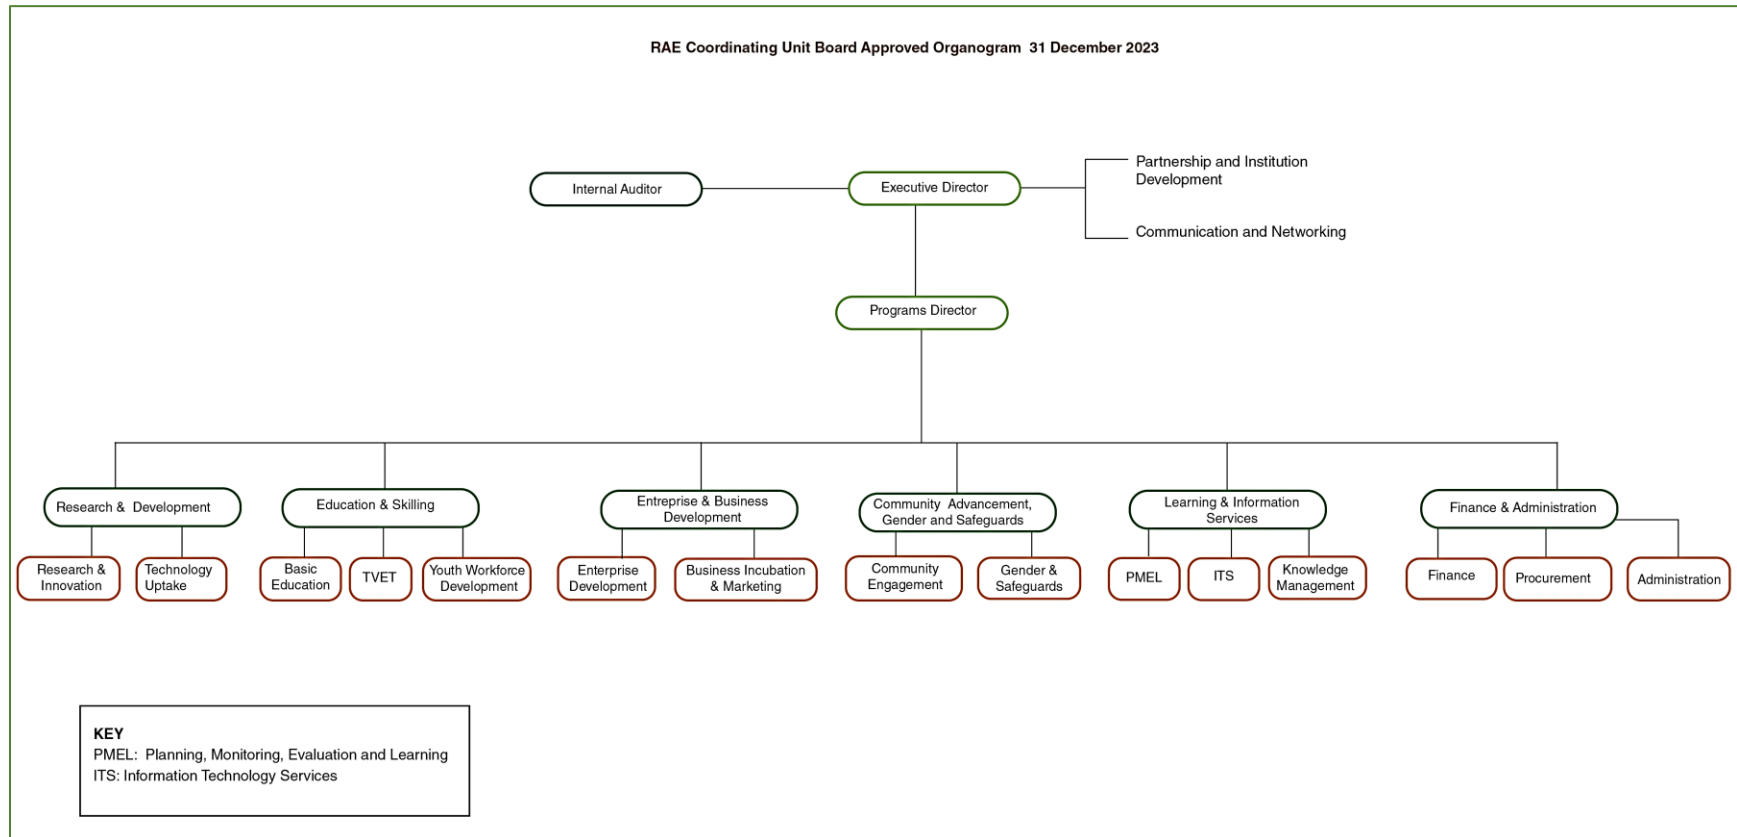 RAE Coordinating Unit Board Approved Organogram  31 December 2023
Partnership and Institution
Development
Internal Auditor
Executive Director
Communication and Networking
Programs Director
Research &  Development
Education & Skilling
Entreprise & Business
Development
Community  Advancement,
Gender and Safeguards
Learning & Information
Services
Finance & Administration
Research &
Innovation
Technology
Uptake
Basic
Education
TVET
Youth Workforce
Development
Enterprise
Development
Business Incubation
& Marketing
Community
Engagement
Gender &
Safeguards
PMEL
ITS
Knowledge
Management
Finance
Procurement
Administration
KEY
PMEL:  Planning, Monitoring, Evaluation and Learning
ITS: Information Technology Services